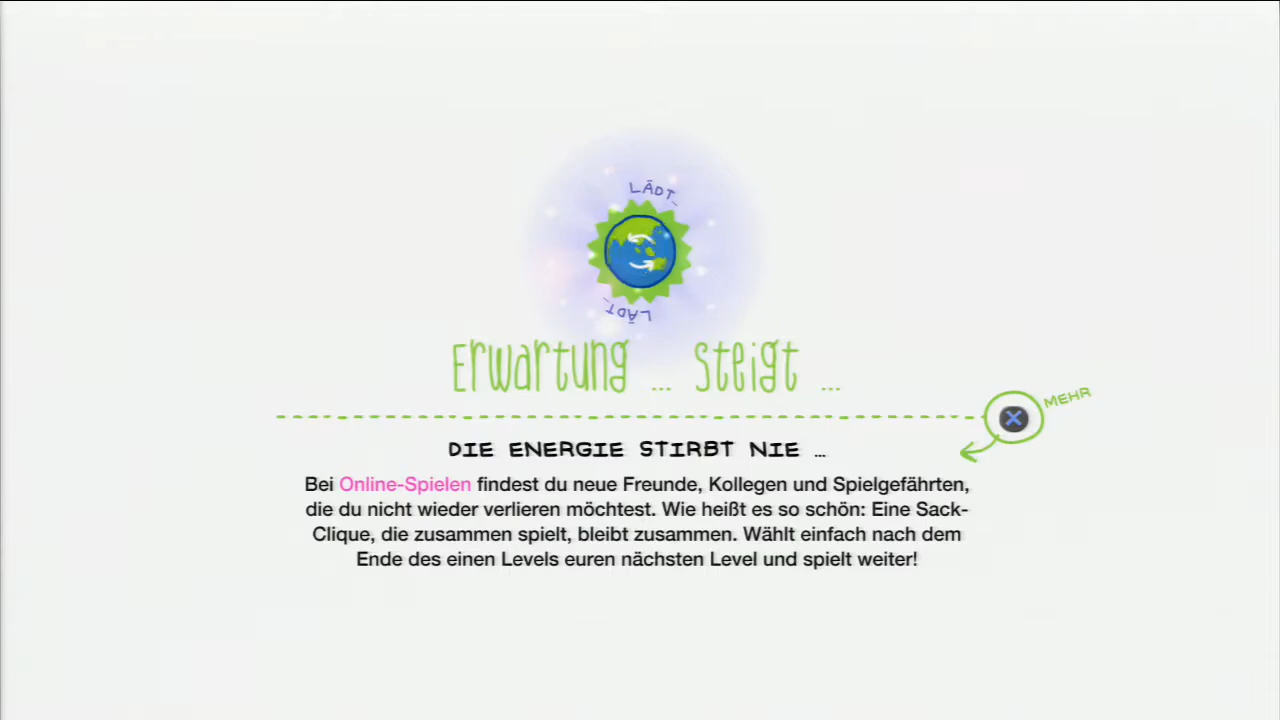 LÄDT...
LÄDT...
Erwartung ... steigt ...
MEHR
DIE ENERGIE STIRBT NIE ...
Bei Online-Spielen findest du neue Freunde, Kollegen und Spielgefährten,
die du nicht wieder verlieren möchtest. Wie heißt es so schön: Eine Sack-
Clique, die zusammen spielt, bleibt zusammen. Wählt einfach nach dem
Ende des einen Levels euren nächsten Level und spielt weiter!